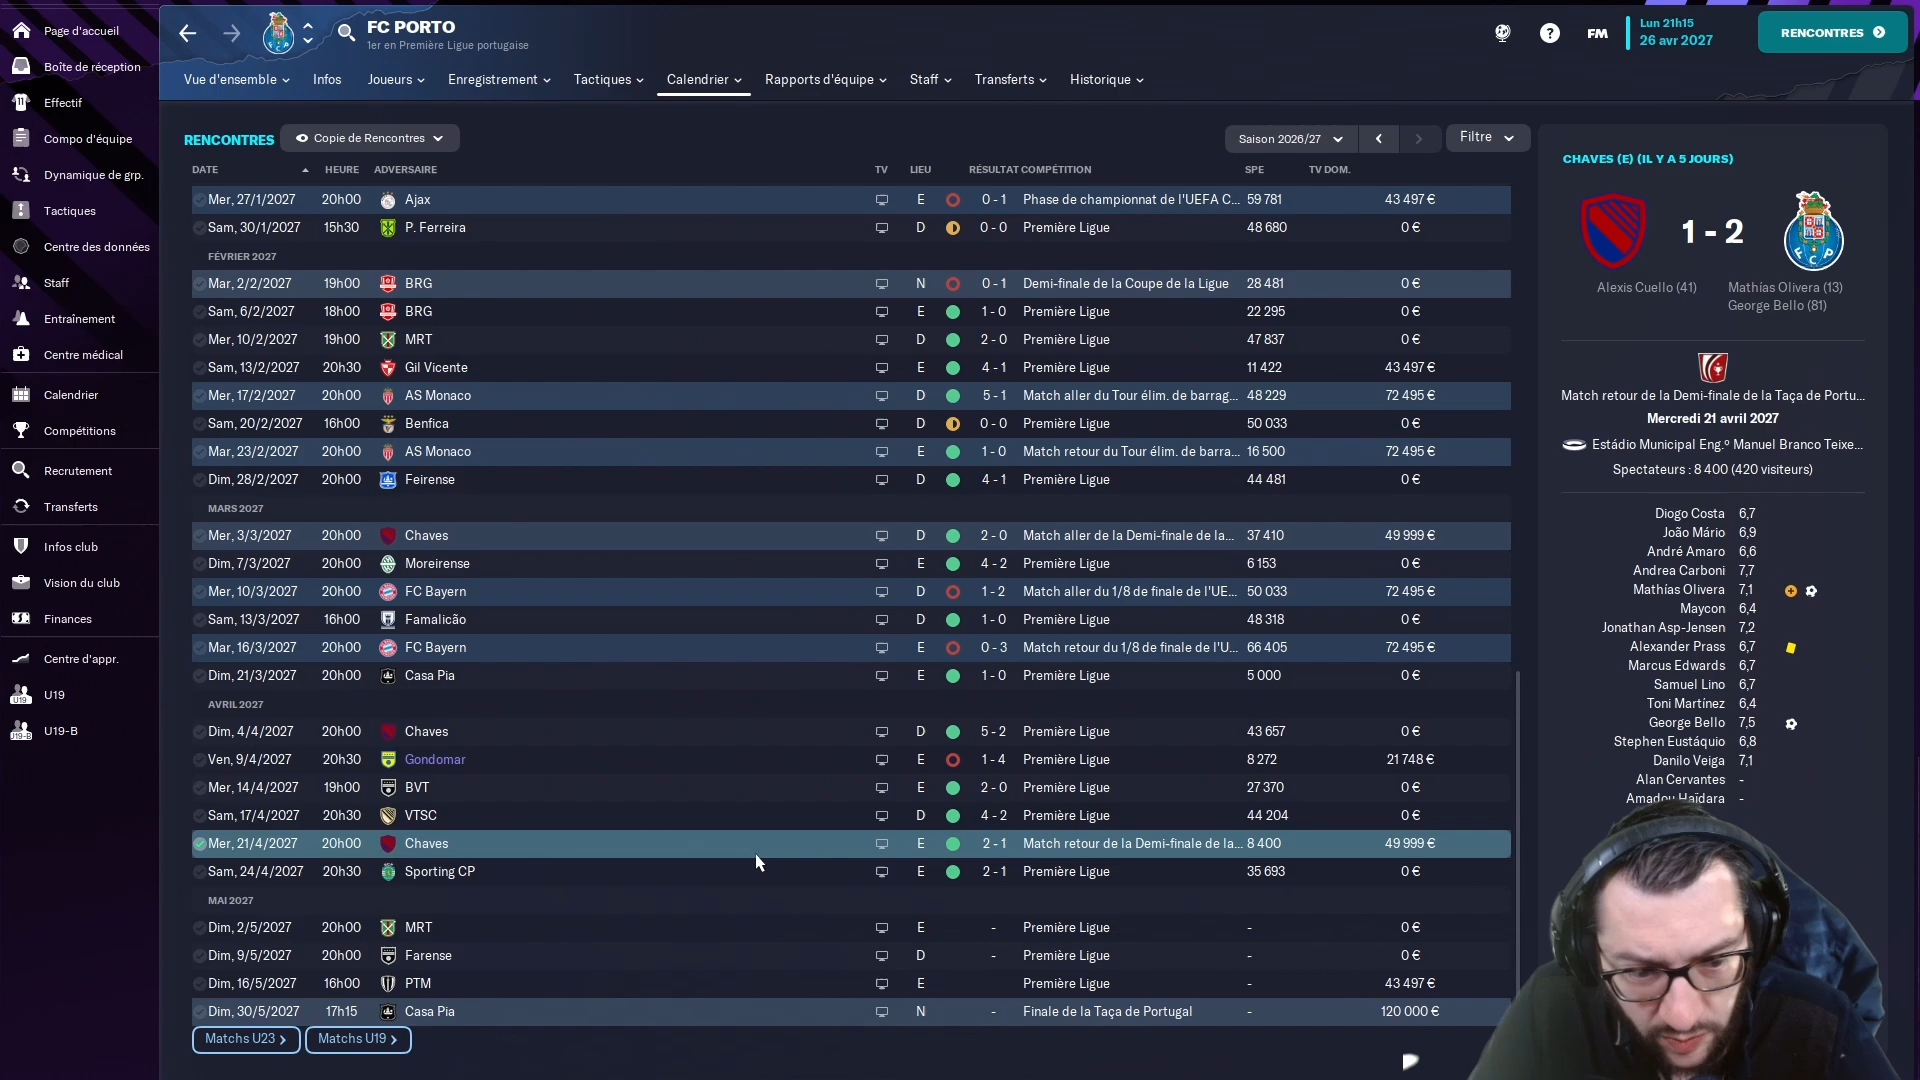 Page d'accueil
Boîte de réception
Effectif
Compo d'équipe
Dynamique de grp.
Tactiques
Centre des données
Staff
Entraînement
Centre médical
Calendrier
Compétitions
Recrutement
Transferts
Infos club
Vision du club
Finances
Centre d'appr.
U19
U19-B
FC PORTO
1er en Première Ligue portugaise
FM
Lun 21h15
26 avr 2027
RENCONTRES
Vue d'ensemble Infos Joueurs Enregistrement Tactiques Calendrier Rapports d'équipe Staff Transferts Historique
RENCONTRES Copie de Rencontres Saison 2026/27 Filtre
DATE HEURE ADVERSAIRE TV LIEU RÉSULTAT COMPÉTITION SPE TV DOM.
Mer, 27/1/2027 20h00 Ajax E 0 - 1 Phase de championnat de l'UEFA C... 59 781 43 497 €
Sam, 30/1/2027 15h30 P. Ferreira D 0 - 0 Première Ligue 48 680 0 €
FÉVRIER 2027
Mar, 2/2/2027 19h00 BRG N 0 - 1 Demi-finale de la Coupe de la Ligue 28 481 0 €
Sam, 6/2/2027 18h00 BRG E 1 - 0 Première Ligue 22 295 0 €
Mer, 10/2/2027 19h00 MRT D 2 - 0 Première Ligue 47 837 0 €
Sam, 13/2/2027 20h30 Gil Vicente E 4 - 1 Première Ligue 11 422 43 497 €
Mer, 17/2/2027 20h00 AS Monaco D 5 - 1 Match aller du Tour élim. de barrag... 48 229 72 495 €
Sam, 20/2/2027 16h00 Benfica D 0 - 0 Première Ligue 50 033 0 €
Mar, 23/2/2027 20h00 AS Monaco E 1 - 0 Match retour du Tour élim. de barra... 16 500 72 495 €
Dim, 28/2/2027 20h00 Feirense D 4 - 1 Première Ligue 44 481 0 €
MARS 2027
Mer, 3/3/2027 20h00 Chaves D 2 - 0 Match aller de la Demi-finale de la... 37 410 49 999 €
Dim, 7/3/2027 20h00 Moreirense E 4 - 2 Première Ligue 6 153 0 €
Mer, 10/3/2027 20h00 FC Bayern D 1 - 2 Match aller du 1/8 de finale de l'UE... 50 033 72 495 €
Sam, 13/3/2027 16h00 Famalicão D 1 - 0 Première Ligue 48 318 0 €
Mar, 16/3/2027 20h00 FC Bayern E 0 - 3 Match retour du 1/8 de finale de l'U... 66 405 72 495 €
Dim, 21/3/2027 20h00 Casa Pia E 1 - 0 Première Ligue 5 000 0 €
AVRIL 2027
Dim, 4/4/2027 20h00 Chaves D 5 - 2 Première Ligue 43 657 0 €
Ven, 9/4/2027 20h30 Gondomar E 1 - 4 Première Ligue 8 272 21 748 €
Mer, 14/4/2027 19h00 BVT E 2 - 0 Première Ligue 27 370 0 €
Sam, 17/4/2027 20h30 VTSC D 4 - 2 Première Ligue 44 204 0 €
Mer, 21/4/2027 20h00 Chaves E 2 - 1 Match retour de la Demi-finale de la... 8 400 49 999 €
Sam, 24/4/2027 20h30 Sporting CP E 2 - 1 Première Ligue 35 693 0 €
MAI 2027
Dim, 2/5/2027 20h00 MRT E - Première Ligue - 0 €
Dim, 9/5/2027 20h00 Farense D - Première Ligue - 0 €
Dim, 16/5/2027 16h00 PTM E Première Ligue - 43 497 €
Dim, 30/5/2027 17h15 Casa Pia N - Finale de la Taça de Portugal - 120 000 €
Matchs U23 Matchs U19
CHAVES (E) (IL Y A 5 JOURS)
1 - 2
Alexis Cuello (41) Mathías Olivera (13)
George Bello (81)
Match retour de la Demi-finale de la Taça de Portu...
Mercredi 21 avril 2027
Estádio Municipal Eng.º Manuel Branco Teixe...
Spectateurs : 8 400 (420 visiteurs)
Diogo Costa 6,7
João Mário 6,9
André Amaro 6,6
Andrea Carboni 7,7
Mathías Olivera 7,1
Maycon 6,4
Jonathan Asp-Jensen 7,2
Alexander Prass 6,7
Marcus Edwards 6,7
Samuel Lino 6,7
Toni Martínez 6,4
George Bello 7,5
Stephen Eustáquio 6,8
Danilo Veiga 7,1
Alan Cervantes -
Amadou Haïdara -